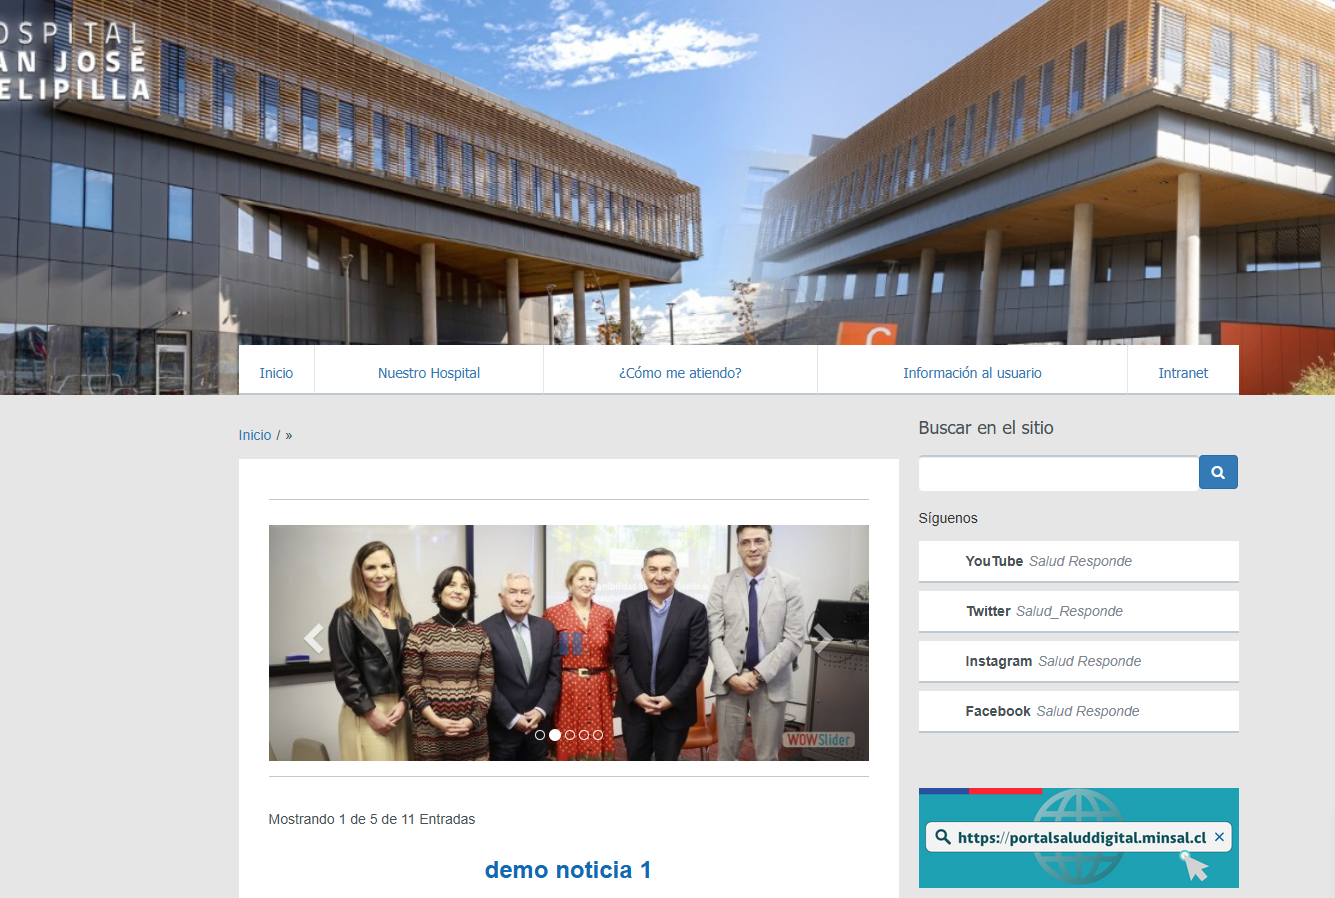 OSPITAL
AN JOSÉ
ELIPILLA
C
Inicio
Nuestro Hospital
¿Cómo me atiendo?
Información al usuario
Intranet
Inicio / »
Buscar en el sitio
Síguenos
YouTube Salud Responde
Twitter Salud_Responde
Instagram Salud Responde
Facebook Salud Responde
WOWSlider
https://portalsaluddigital.minsal.cl ×
Mostrando 1 de 5 de 11 Entradas
demo noticia 1